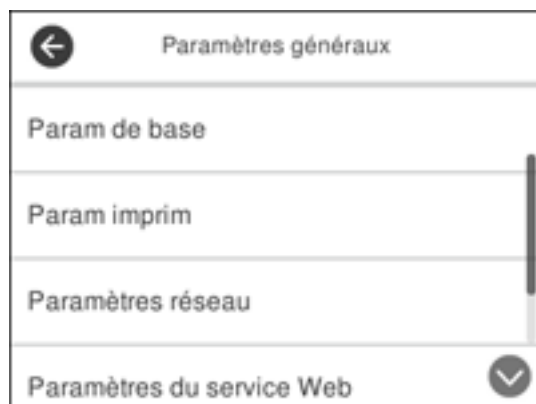 Paramètres généraux
Param de base
Param imprim
Paramètres réseau
Paramètres du service Web